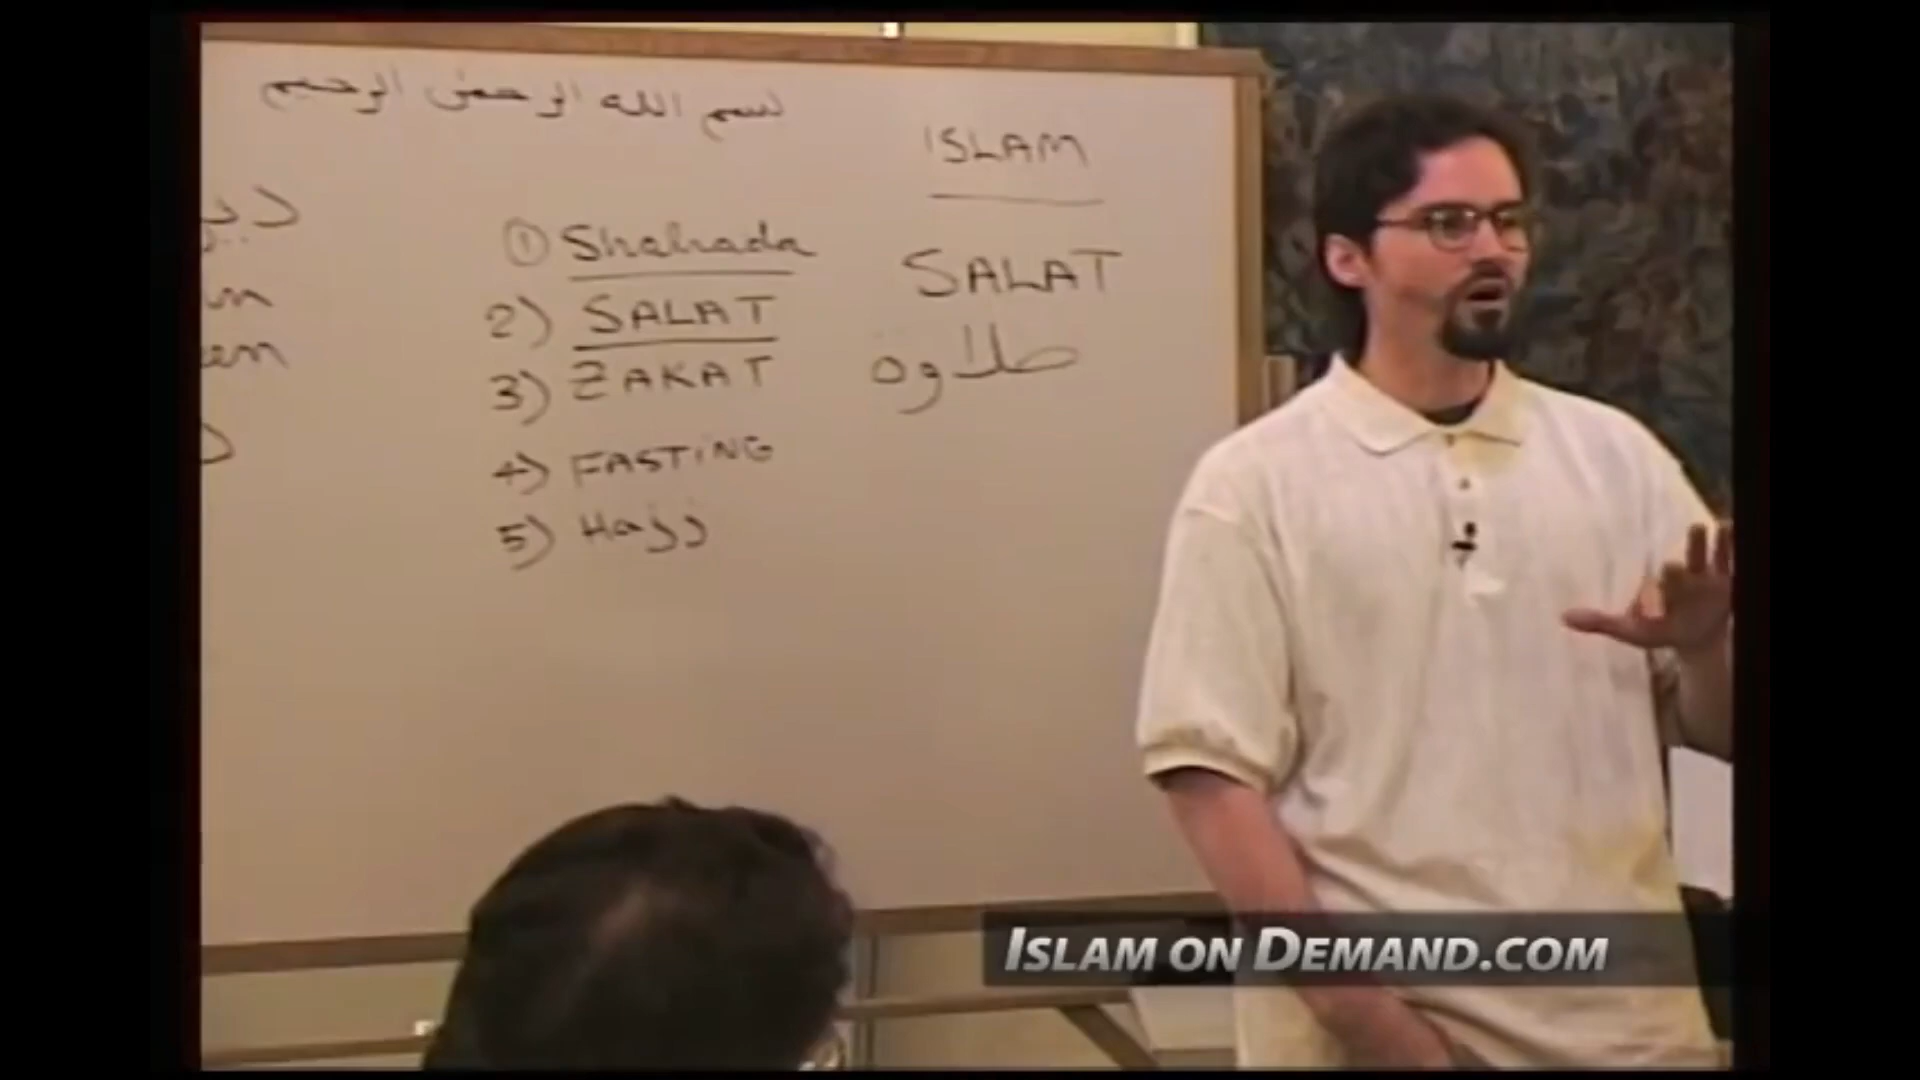 بسم الله الرحمن الرحيم
ISLAM
① Shahada
2) SALAT
3) ZAKAT
4) FASTING
5) Hajj
SALAT
صلاوة
ISLAM ON DEMAND.COM